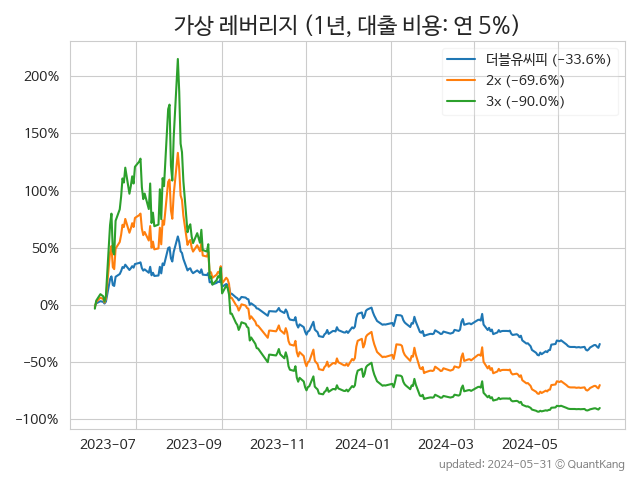 가상 레버리지 (1년, 대출 비용: 연 5%)
더블유씨피 (−33.6%)
2x (−69.6%)
3x (−90.0%)
200%
150%
100%
50%
0%
−50%
−100%
2023-07 2023-09 2023-11 2024-01 2024-03 2024-05
updated: 2024-05-31 © QuantKang